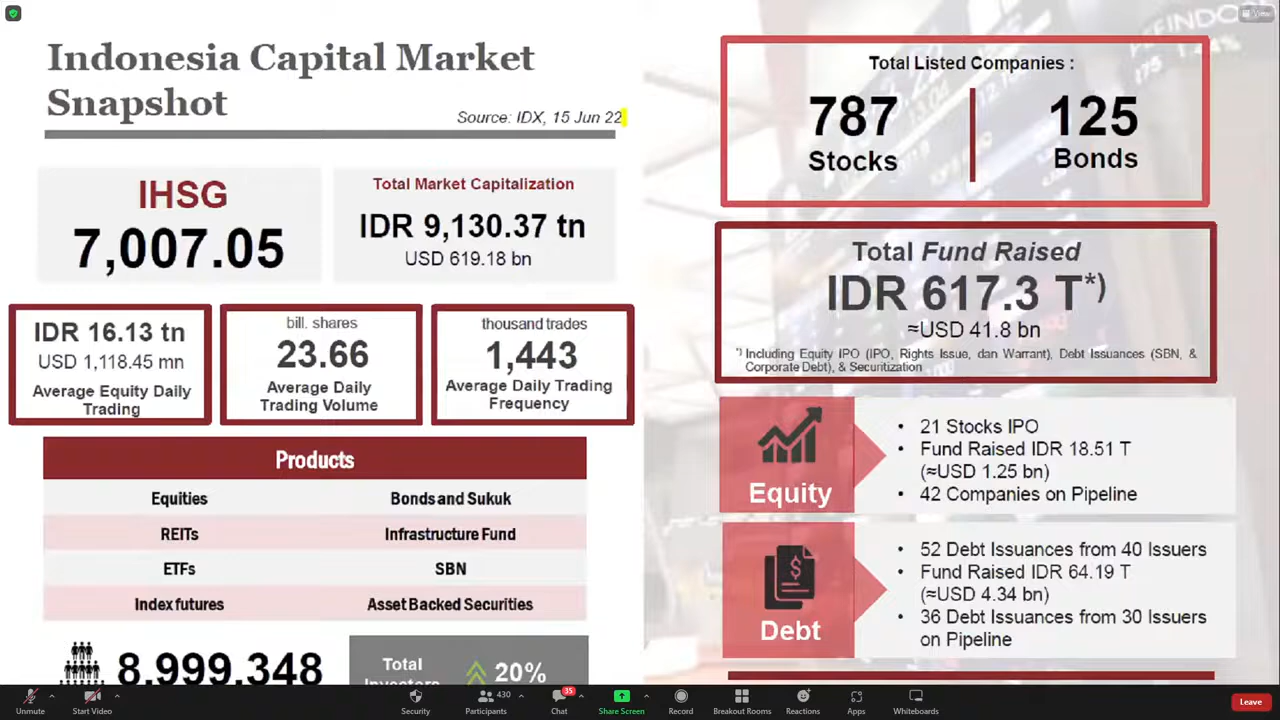 View
Indonesia Capital Market
Snapshot
Source: IDX, 15 Jun 22
IHSG
7,007.05
Total Market Capitalization
IDR 9,130.37 tn
USD 619.18 bn
IDR 16.13 tn
USD 1,118.45 mn
Average Equity Daily
Trading
bill. shares
23.66
Average Daily
Trading Volume
thousand trades
1,443
Average Daily Trading
Frequency
Products
Equities Bonds and Sukuk
REITs Infrastructure Fund
ETFs SBN
Index futures Asset Backed Securities
8,999,348
Total
Investors
20%
Total Listed Companies :
787
Stocks
125
Bonds
Total Fund Raised
IDR 617.3 T*)
≈USD 41.8 bn
*) Including Equity IPO (IPO, Rights Issue, dan Warrant), Debt Issuances (SBN, &
Corporate Debt), & Securitization
Equity
• 21 Stocks IPO
• Fund Raised IDR 18.51 T
(≈USD 1.25 bn)
• 42 Companies on Pipeline
Debt
• 52 Debt Issuances from 40 Issuers
• Fund Raised IDR 64.19 T
(≈USD 4.34 bn)
• 36 Debt Issuances from 30 Issuers
on Pipeline
Unmute
Start Video
Security
430
Participants
35
Chat
Share Screen
Record
Breakout Rooms
Reactions
Apps
Whiteboards
Leave